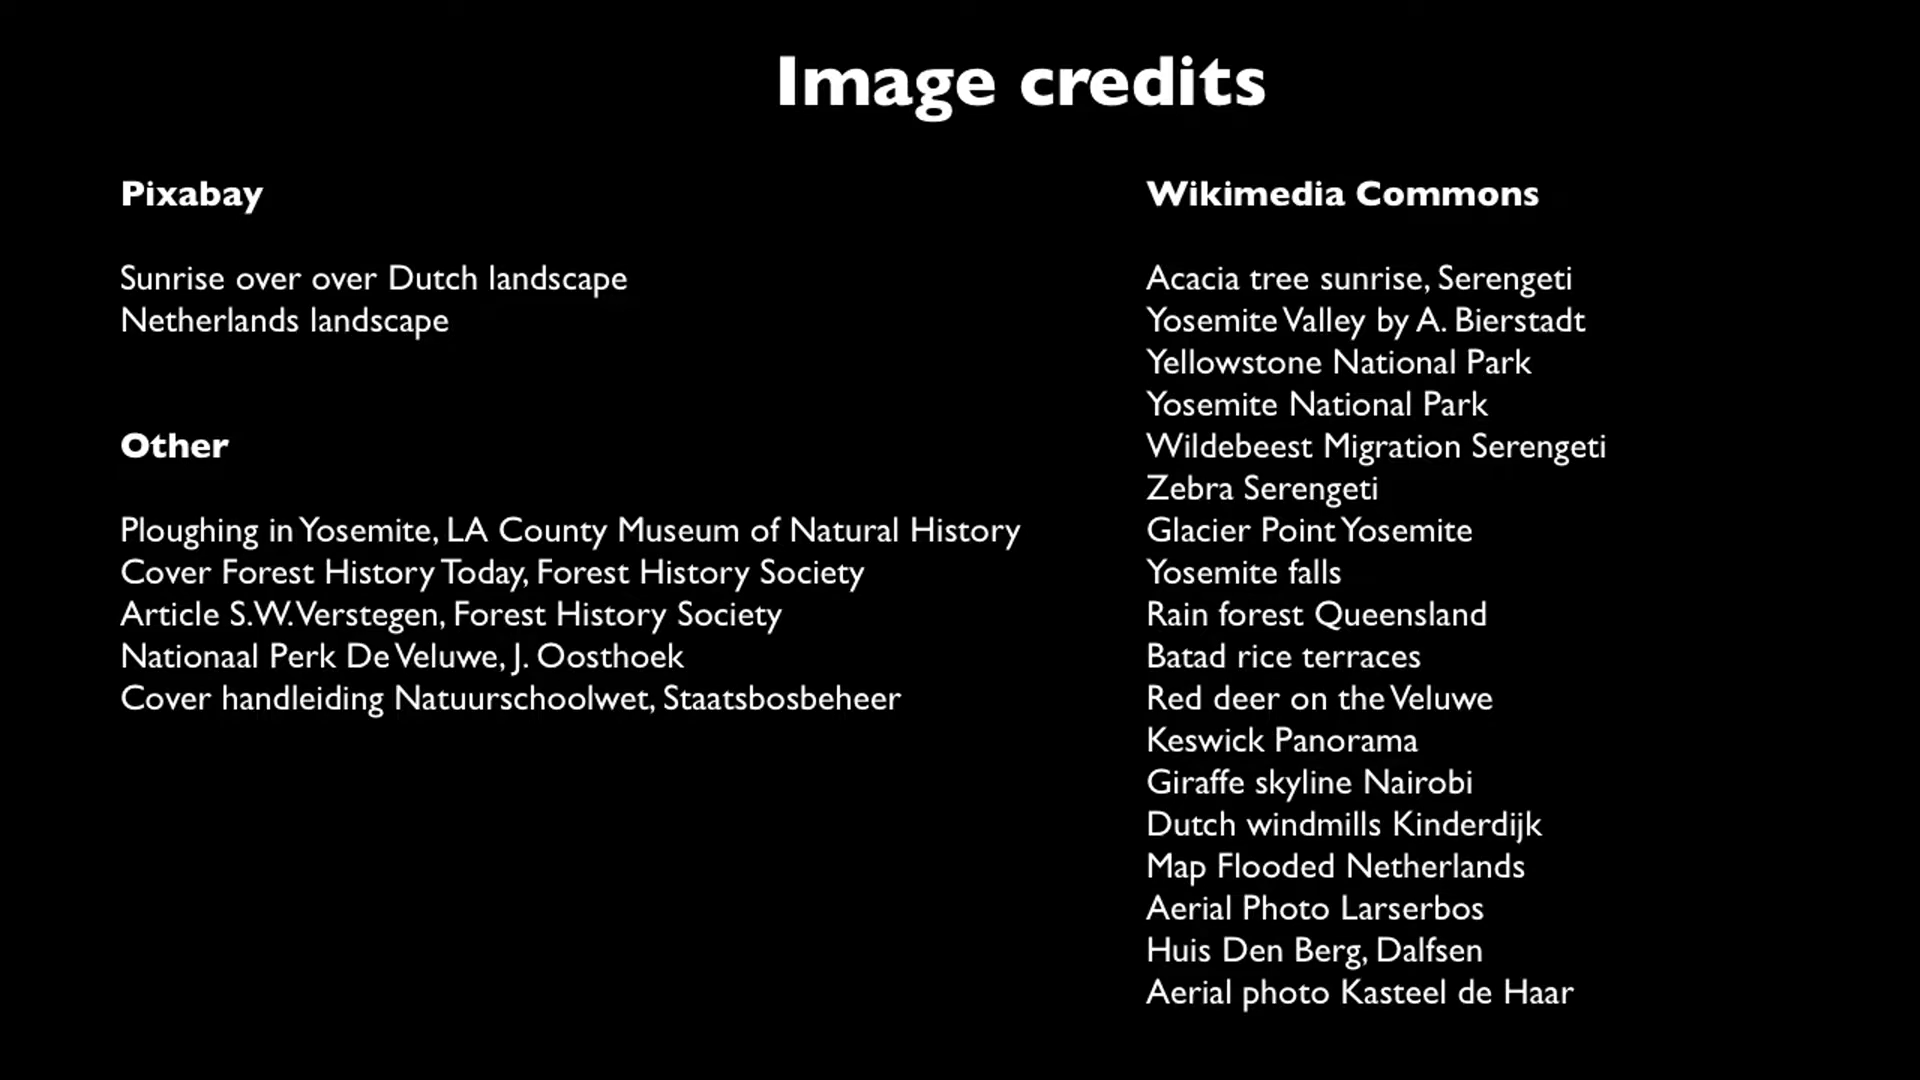 Image credits
Pixabay
Sunrise over over Dutch landscape
Netherlands landscape
Other
Ploughing in Yosemite, LA County Museum of Natural History
Cover Forest History Today, Forest History Society
Article S.W. Verstegen, Forest History Society
Nationaal Perk De Veluwe, J. Oosthoek
Cover handleiding Natuurschoolwet, Staatsbosbeheer
Wikimedia Commons
Acacia tree sunrise, Serengeti
Yosemite Valley by A. Bierstadt
Yellowstone National Park
Yosemite National Park
Wildebeest Migration Serengeti
Zebra Serengeti
Glacier Point Yosemite
Yosemite falls
Rain forest Queensland
Batad rice terraces
Red deer on the Veluwe
Keswick Panorama
Giraffe skyline Nairobi
Dutch windmills Kinderdijk
Map Flooded Netherlands
Aerial Photo Larserbos
Huis Den Berg, Dalfsen
Aerial photo Kasteel de Haar